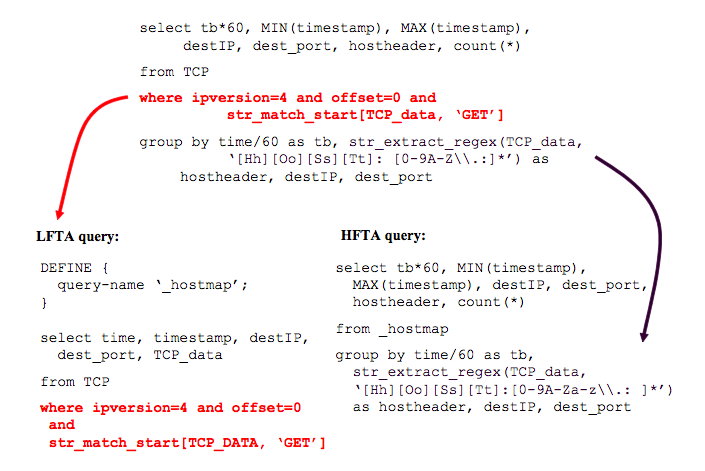 select tb*60, MIN(timestamp), MAX(timestamp),
destIP, dest_port, hostheader, count(*)
from TCP
where ipversion=4 and offset=0 and
str_match_start[TCP_data, ‘GET’]
group by time/60 as tb, str_extract_regex(TCP_data,
‘[Hh][Oo][Ss][Tt]: [0-9A-Z\\.:]*’) as
hostheader, destIP, dest_port
LFTA query:
DEFINE {
query-name ‘_hostmap’;
}
select time, timestamp, destIP,
dest_port, TCP_data
from TCP
where ipversion=4 and offset=0
and
str_match_start[TCP_DATA, ‘GET’]
HFTA query:
select tb*60, MIN(timestamp),
MAX(timestamp), destIP, dest_port,
hostheader, count(*)
from _hostmap
group by time/60 as tb,
str_extract_regex(TCP_data,
‘[Hh][Oo][Ss][Tt]:[0-9A-Za-z\\.: ]*’)
as hostheader, destIP, dest_port